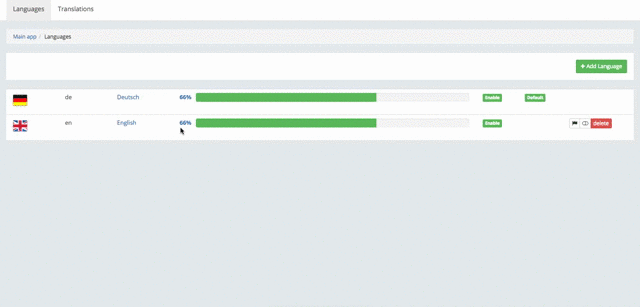 Languages Translations
Main app / Languages
+ Add Language
de Deutsch 66% Enable Default
en English 66% Enable delete